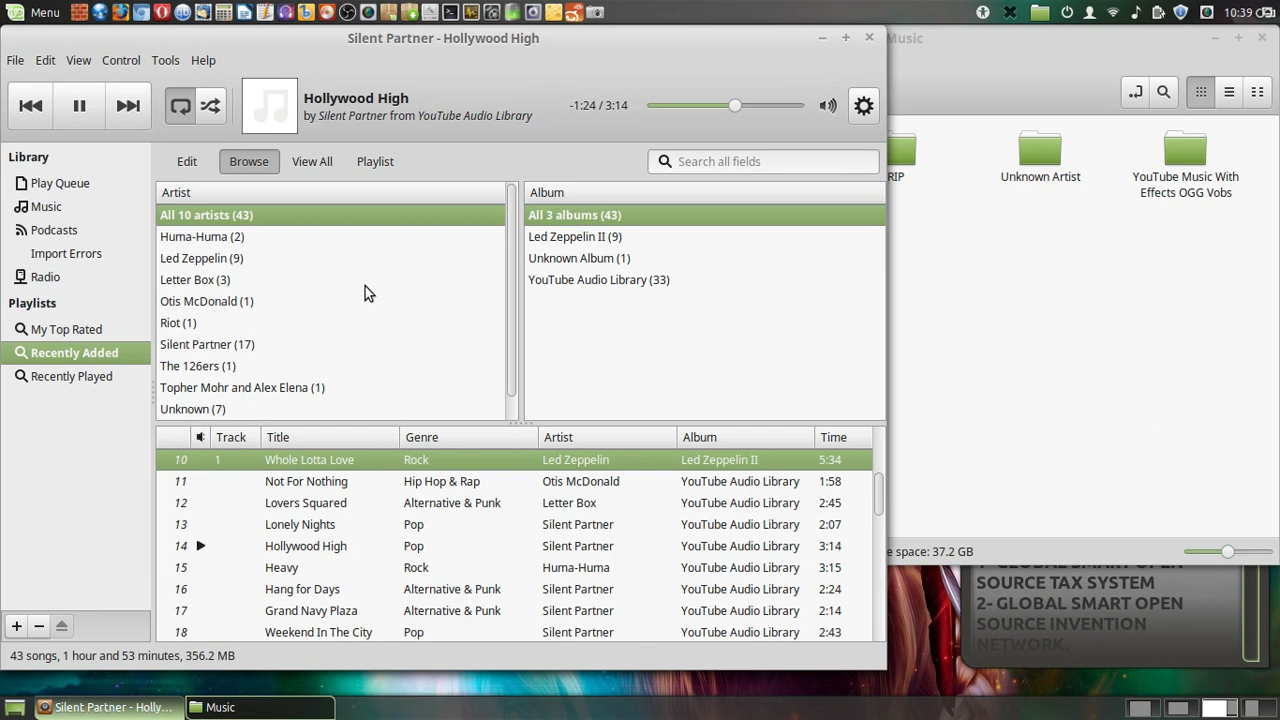 Menu
10:39
Silent Partner - Hollywood High
Music
File Edit View Control Tools Help
Hollywood High
by Silent Partner from YouTube Audio Library
-1:24 / 3:14
Library
Play Queue
Music
Podcasts
Import Errors
Radio
Playlists
My Top Rated
Recently Added
Recently Played
Edit Browse View All Playlist
Search all fields
Artist
All 10 artists (43)
Huma-Huma (2)
Led Zeppelin (9)
Letter Box (3)
Otis McDonald (1)
Riot (1)
Silent Partner (17)
The 126ers (1)
Topher Mohr and Alex Elena (1)
Unknown (7)
Album
All 3 albums (43)
Led Zeppelin II (9)
Unknown Album (1)
YouTube Audio Library (33)
Track Title Genre Artist Album Time
10 1 Whole Lotta Love Rock Led Zeppelin Led Zeppelin II 5:34
11 Not For Nothing Hip Hop & Rap Otis McDonald YouTube Audio Library 1:58
12 Lovers Squared Alternative & Punk Letter Box YouTube Audio Library 2:45
13 Lonely Nights Pop Silent Partner YouTube Audio Library 2:07
14 Hollywood High Pop Silent Partner YouTube Audio Library 3:14
15 Heavy Rock Huma-Huma YouTube Audio Library 3:15
16 Hang for Days Alternative & Punk Silent Partner YouTube Audio Library 2:24
17 Grand Navy Plaza Alternative & Punk Silent Partner YouTube Audio Library 2:14
18 Weekend In The City Pop Silent Partner YouTube Audio Library 2:43
43 songs, 1 hour and 53 minutes, 356.2 MB
RIP
Unknown Artist
YouTube Music With
Effects OGG Vobs
e space: 37.2 GB
1- GLOBAL SMART OPEN
SOURCE TAX SYSTEM
2- GLOBAL SMART OPEN
SOURCE INVENTION
NETWORK.
Silent Partner - Holly...
Music